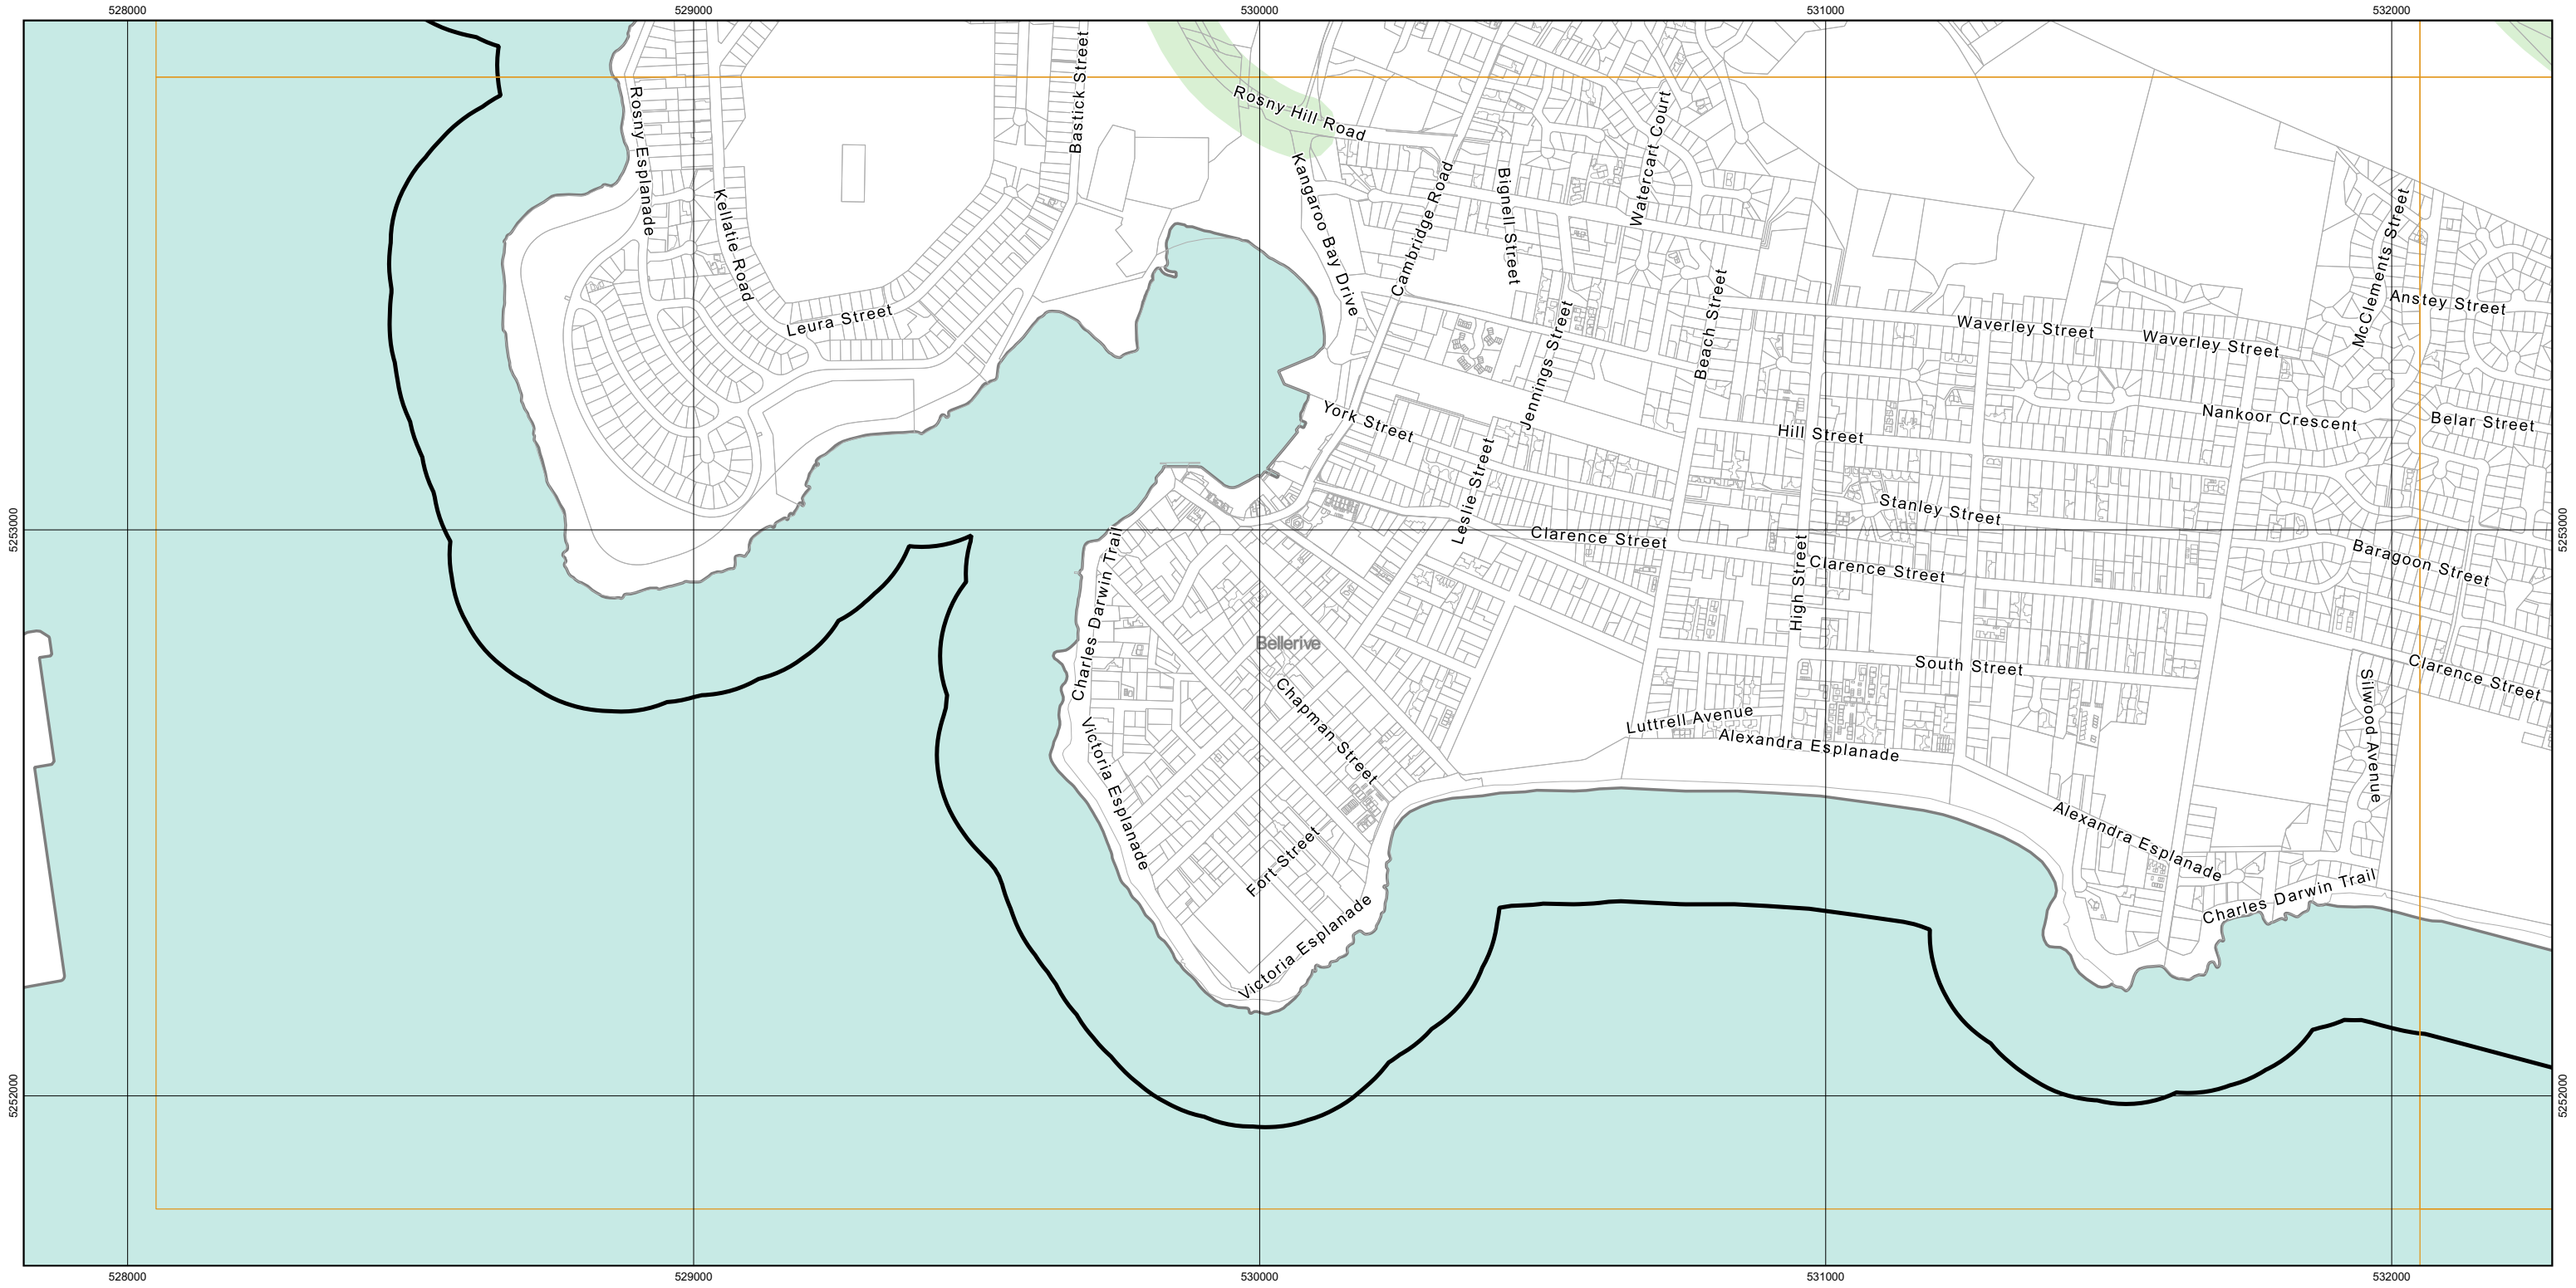 528000
529000
530000
531000
532000
Bastick Street
Rosny Esplanade
Rosny Hill Road
Watercart Court
Kangaroo Bay Drive
Cambridge Road
Bignell Street
Kellatie Road
McClements Street
Beach Street
Anstey Street
Leura Street
Jennings Street
Waverley Street
Waverley Street
York Street
Nankoor Crescent
Belar Street
Hill Street
Leslie Street
Stanley Street
5253000
5253000
Clarence Street
Charles Darwin Trail
High Street
Clarence Street
Baragoon Street
Bellerive
South Street
Clarence Street
Silwood Avenue
Chapman Street
Luttrell Avenue
Alexandra Esplanade
Victoria Esplanade
Alexandra Esplanade
Fort Street
Charles Darwin Trail
Victoria Esplanade
5252000
5252000
528000
529000
530000
531000
532000